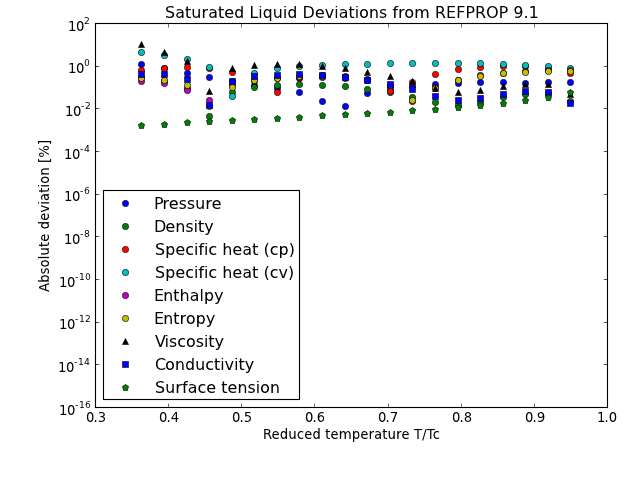 Saturated Liquid Deviations from REFPROP 9.1
Absolute deviation [%]
10^2
10^0
10^-2
10^-4
10^-6
10^-8
10^-10
10^-12
10^-14
10^-16
Pressure
Density
Specific heat (cp)
Specific heat (cv)
Enthalpy
Entropy
Viscosity
Conductivity
Surface tension
0.3 0.4 0.5 0.6 0.7 0.8 0.9 1.0
Reduced temperature T/Tc